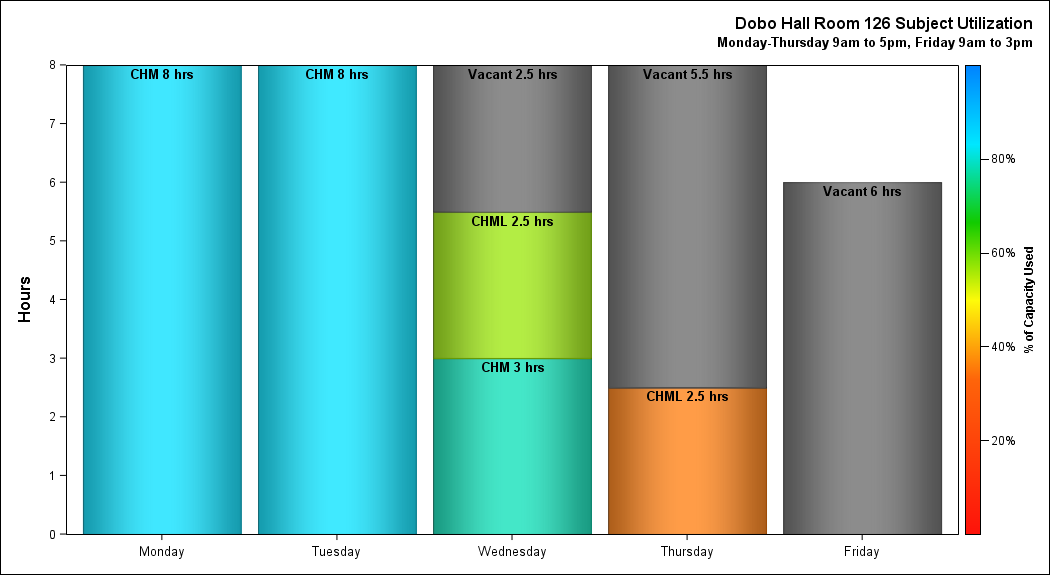 Dobo Hall Room 126 Subject Utilization
Monday-Thursday 9am to 5pm, Friday 9am to 3pm
Hours
8
7
6
5
4
3
2
1
0
CHM 8 hrs
CHM 8 hrs
Vacant 2.5 hrs
CHML 2.5 hrs
CHM 3 hrs
Vacant 5.5 hrs
CHML 2.5 hrs
Vacant 6 hrs
Monday
Tuesday
Wednesday
Thursday
Friday
80%
60%
40%
20%
% of Capacity Used